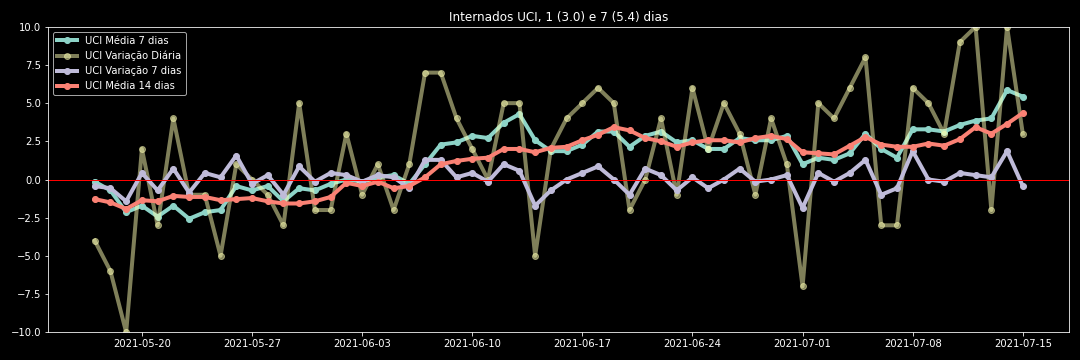 Internados UCI, 1 (3.0) e 7 (5.4) dias
10.0
7.5
5.0
2.5
0.0
−2.5
−5.0
−7.5
−10.0
UCI Média 7 dias
UCI Variação Diária
UCI Variação 7 dias
UCI Média 14 dias
2021-05-20 2021-05-27 2021-06-03 2021-06-10 2021-06-17 2021-06-24 2021-07-01 2021-07-08 2021-07-15